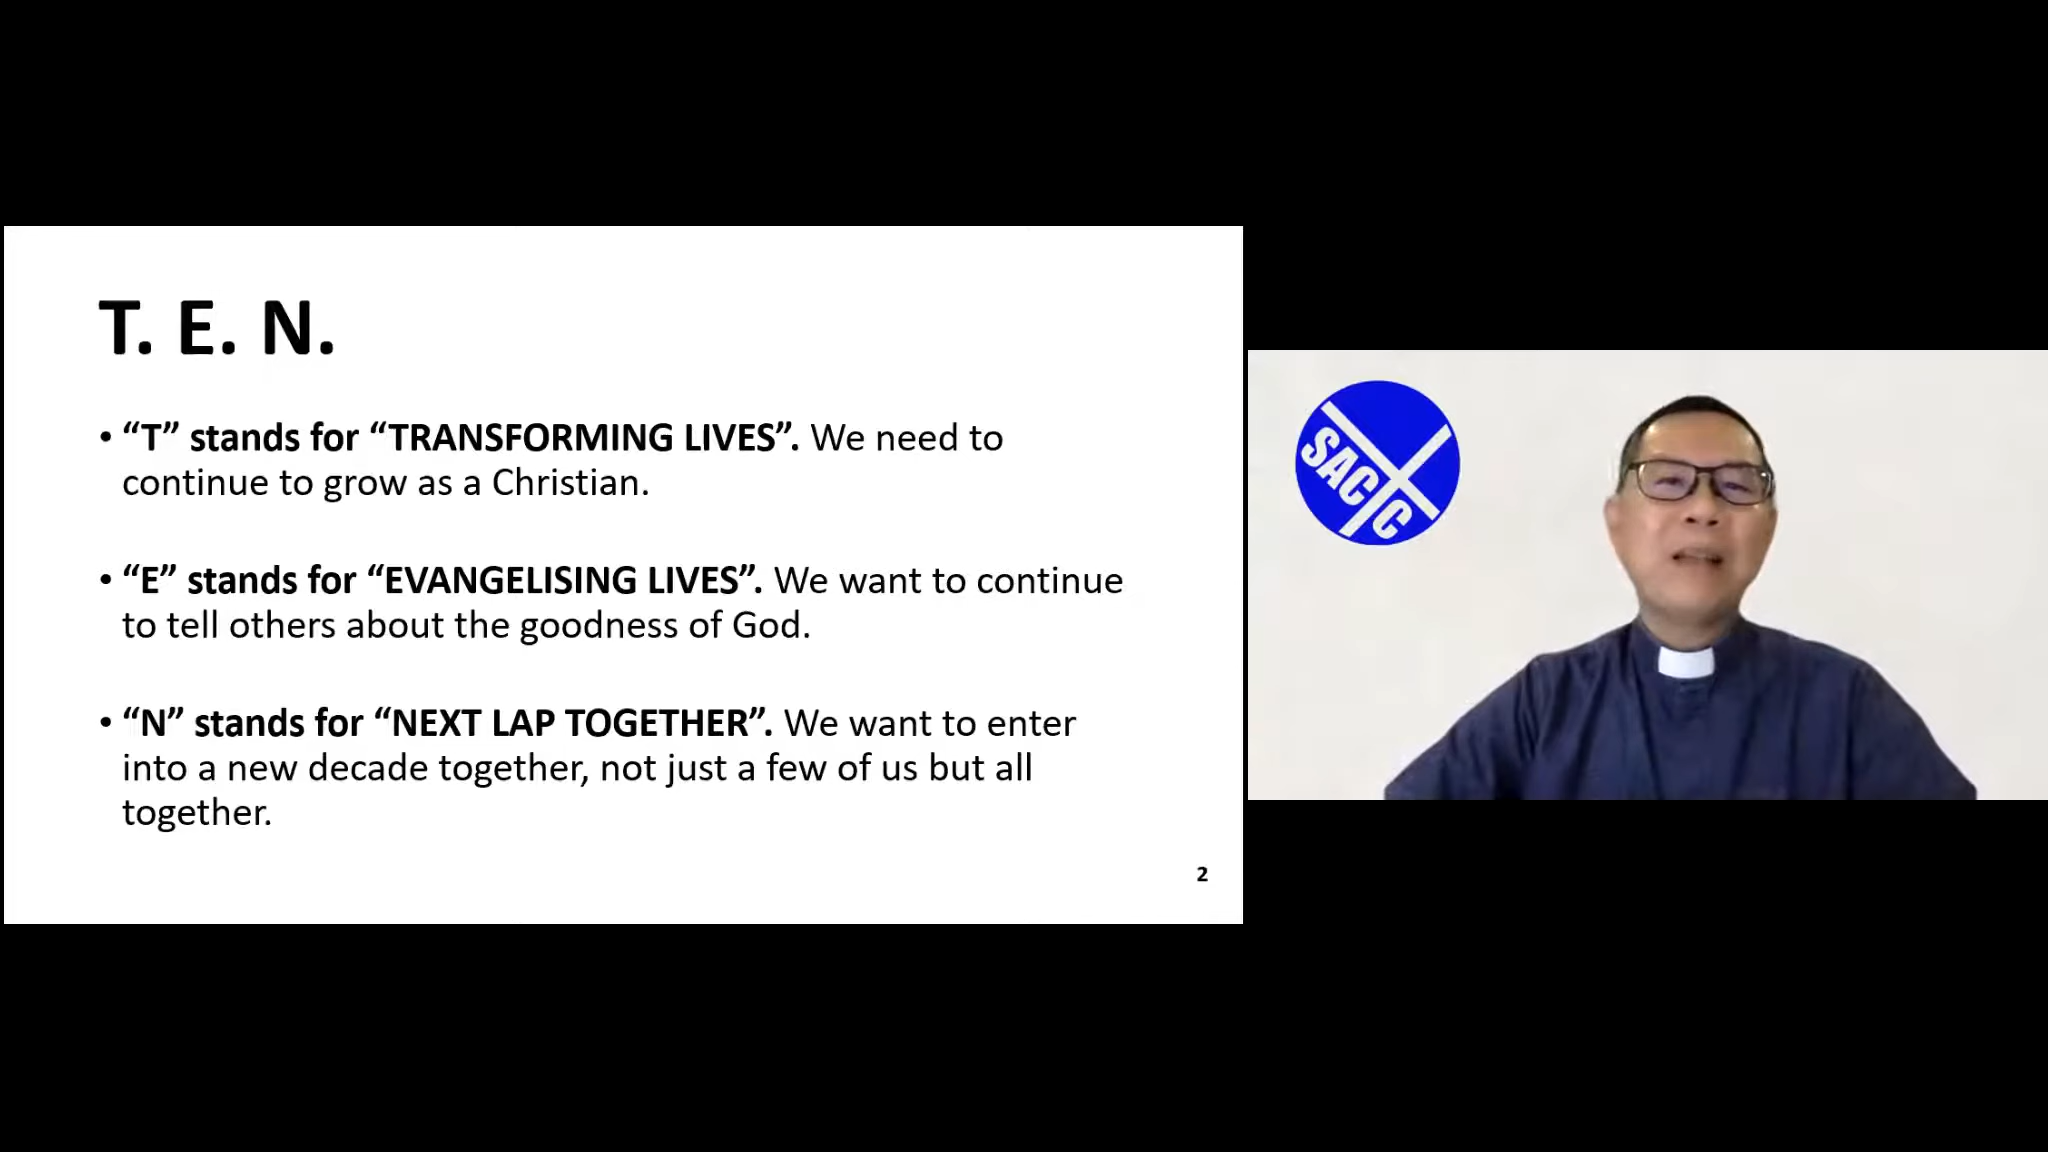 T. E. N.
• “T” stands for “TRANSFORMING LIVES”. We need to
continue to grow as a Christian.
• “E” stands for “EVANGELISING LIVES”. We want to continue
to tell others about the goodness of God.
• “N” stands for “NEXT LAP TOGETHER”. We want to enter
into a new decade together, not just a few of us but all
together.
2
SACC